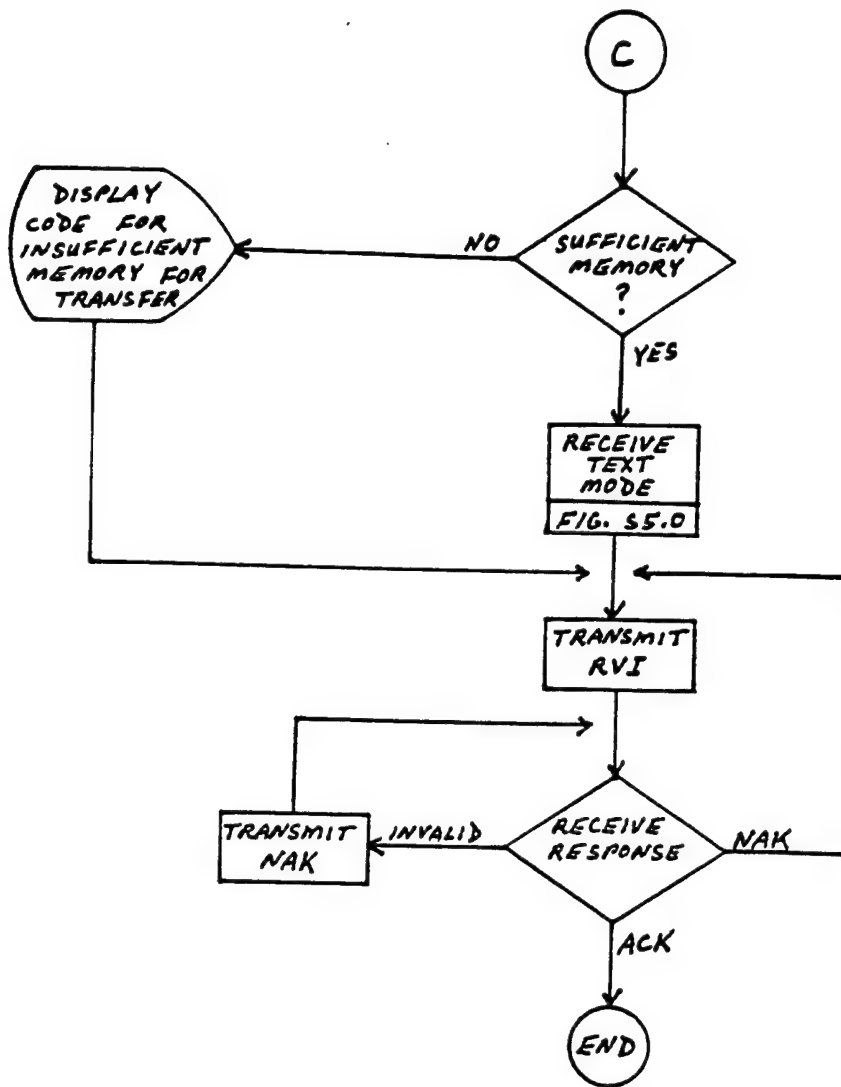 C
DISPLAY
CODE FOR
INSUFFICIENT
MEMORY FOR
TRANSFER
NO
SUFFICIENT
MEMORY
?
YES
RECEIVE
TEXT
MODE
FIG. S5.0
TRANSMIT
RVI
TRANSMIT
NAK
INVALID
RECEIVE
RESPONSE
NAK
ACK
END